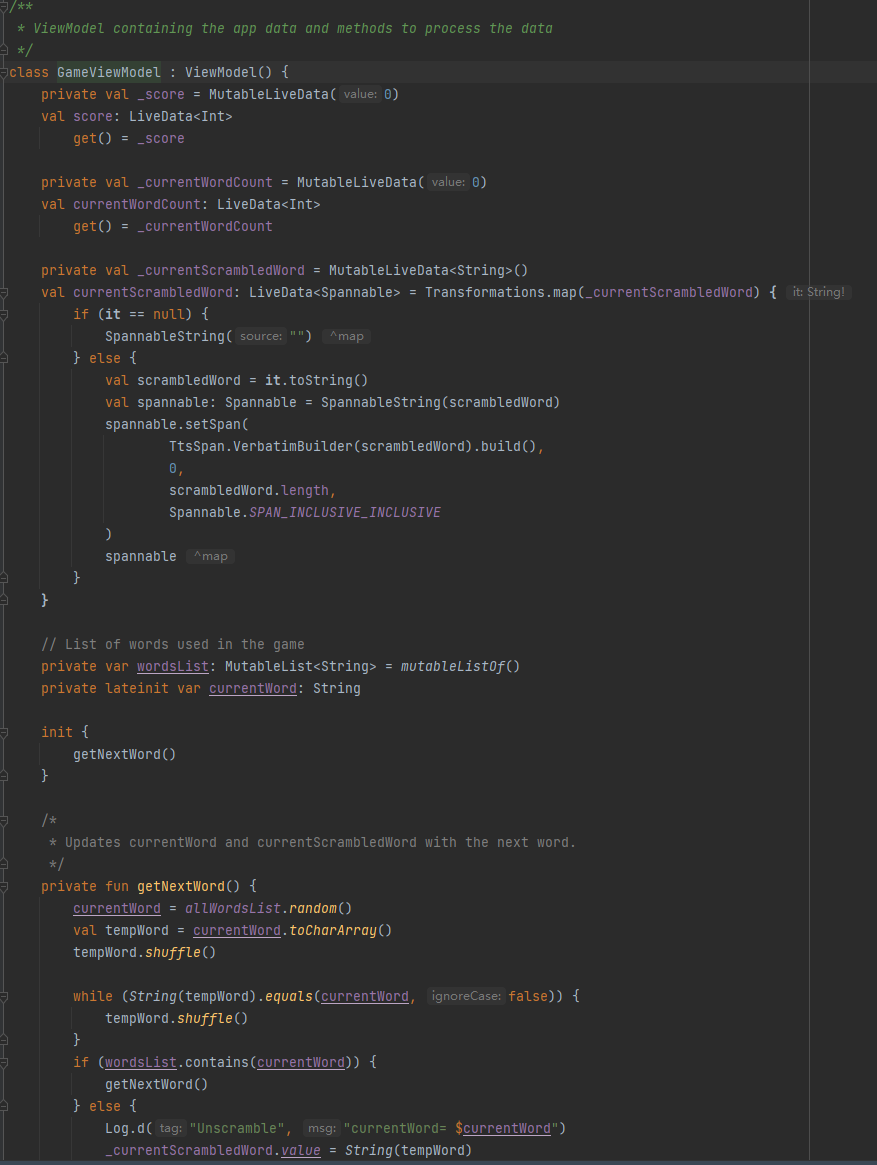 /**
 * ViewModel containing the app data and methods to process the data
 */
class GameViewModel : ViewModel() {
    private val _score = MutableLiveData( value: 0)
    val score: LiveData<Int>
        get() = _score

    private val _currentWordCount = MutableLiveData( value: 0)
    val currentWordCount: LiveData<Int>
        get() = _currentWordCount

    private val _currentScrambledWord = MutableLiveData<String>()
    val currentScrambledWord: LiveData<Spannable> = Transformations.map(_currentScrambledWord) { it: String!
        if (it == null) {
            SpannableString( source: "") ^map
        } else {
            val scrambledWord = it.toString()
            val spannable: Spannable = SpannableString(scrambledWord)
            spannable.setSpan(
                    TtsSpan.VerbatimBuilder(scrambledWord).build(),
                    0,
                    scrambledWord.length,
                    Spannable.SPAN_INCLUSIVE_INCLUSIVE
            )
            spannable ^map
        }
    }

    // List of words used in the game
    private var wordsList: MutableList<String> = mutableListOf()
    private lateinit var currentWord: String

    init {
        getNextWord()
    }

    /*
     * Updates currentWord and currentScrambledWord with the next word.
     */
    private fun getNextWord() {
        currentWord = allWordsList.random()
        val tempWord = currentWord.toCharArray()
        tempWord.shuffle()

        while (String(tempWord).equals(currentWord, ignoreCase: false)) {
            tempWord.shuffle()
        }
        if (wordsList.contains(currentWord)) {
            getNextWord()
        } else {
            Log.d( tag: "Unscramble", msg: "currentWord= $currentWord")
            _currentScrambledWord.value = String(tempWord)